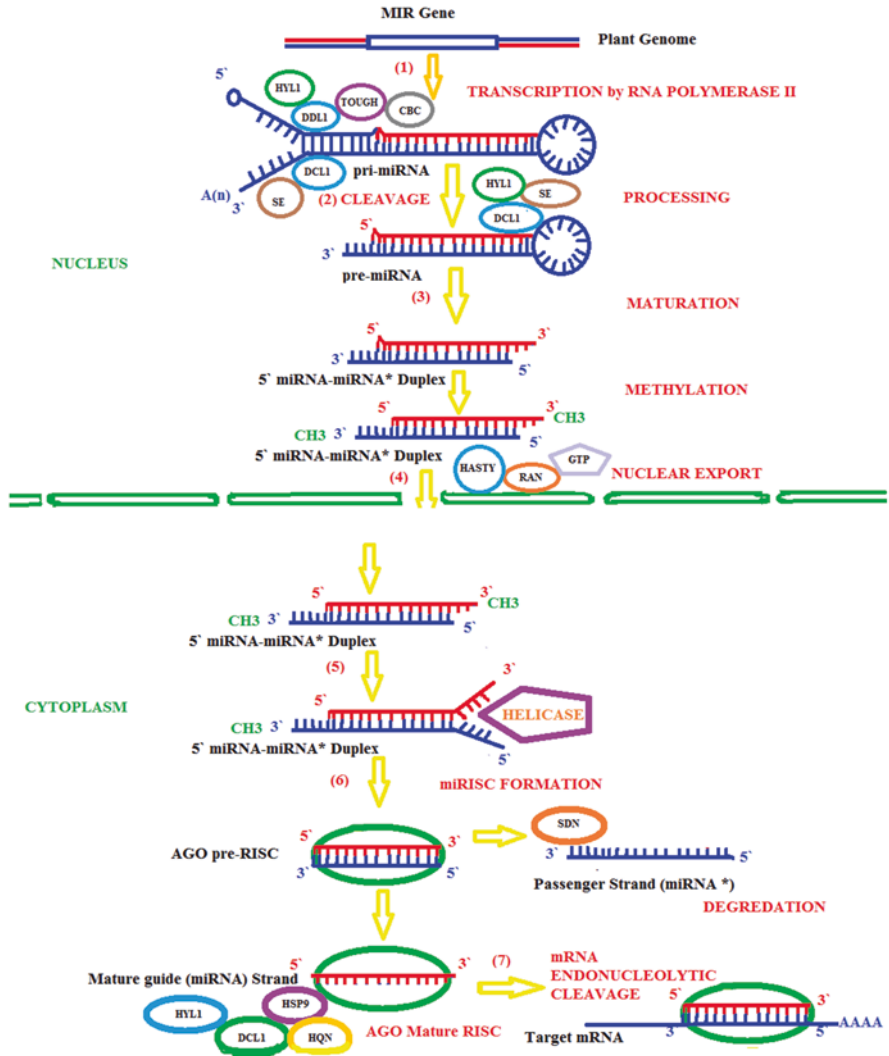 MIR Gene
Plant Genome
(1)
5`
HYL1
TOUGH
CBC
DDL1
TRANSCRIPTION by RNA POLYMERASE II
DCL1
pri-miRNA
A(n)
3`
SE
(2) CLEAVAGE
HYL1
SE
DCL1
PROCESSING
5`
3`
NUCLEUS
pre-miRNA
(3)
MATURATION
5`
3`
3`
5`
5` miRNA-miRNA* Duplex
METHYLATION
5`
3`
CH3
CH3
3`
5`
5` miRNA-miRNA* Duplex
(4)
HASTY
RAN
GTP
NUCLEAR EXPORT
5`
3`
CH3
CH3
3`
5`
5` miRNA-miRNA* Duplex
(5)
3`
5`
CYTOPLASM
HELICASE
CH3
3`
5` miRNA-miRNA* Duplex
5`
(6)
miRISC FORMATION
SDN
5`
3`
AGO pre-RISC
3`
5`
3`
5`
Passenger Strand (miRNA *)
DEGREDATION
Mature guide (miRNA) Strand
5`
3`
(7)
mRNA
ENDONUCLEOLYTIC
CLEAVAGE
HSP9
HYL1
DCL1
HQN
AGO Mature RISC
5`
3`
Target mRNA
3`
5`
AAAA